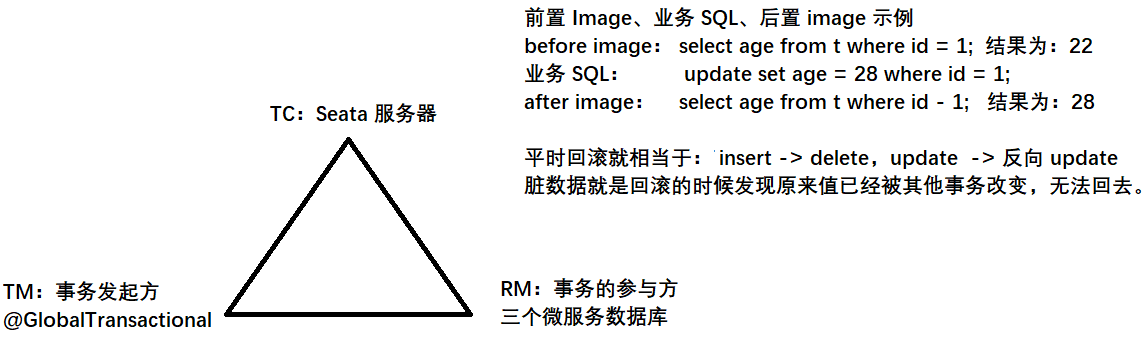 前置 Image、业务 SQL、后置 image 示例
before image： select age from t where id = 1;  结果为：22
业务 SQL：  update set age = 28 where id = 1;
after image：  select age from t where id - 1;  结果为：28
平时回滚就相当于： insert -> delete，update -> 反向 update
脏数据就是回滚的时候发现原来值已经被其他事务改变，无法回去。
TC：Seata 服务器
TM：事务发起方
@GlobalTransactional
RM：事务的参与方
三个微服务数据库